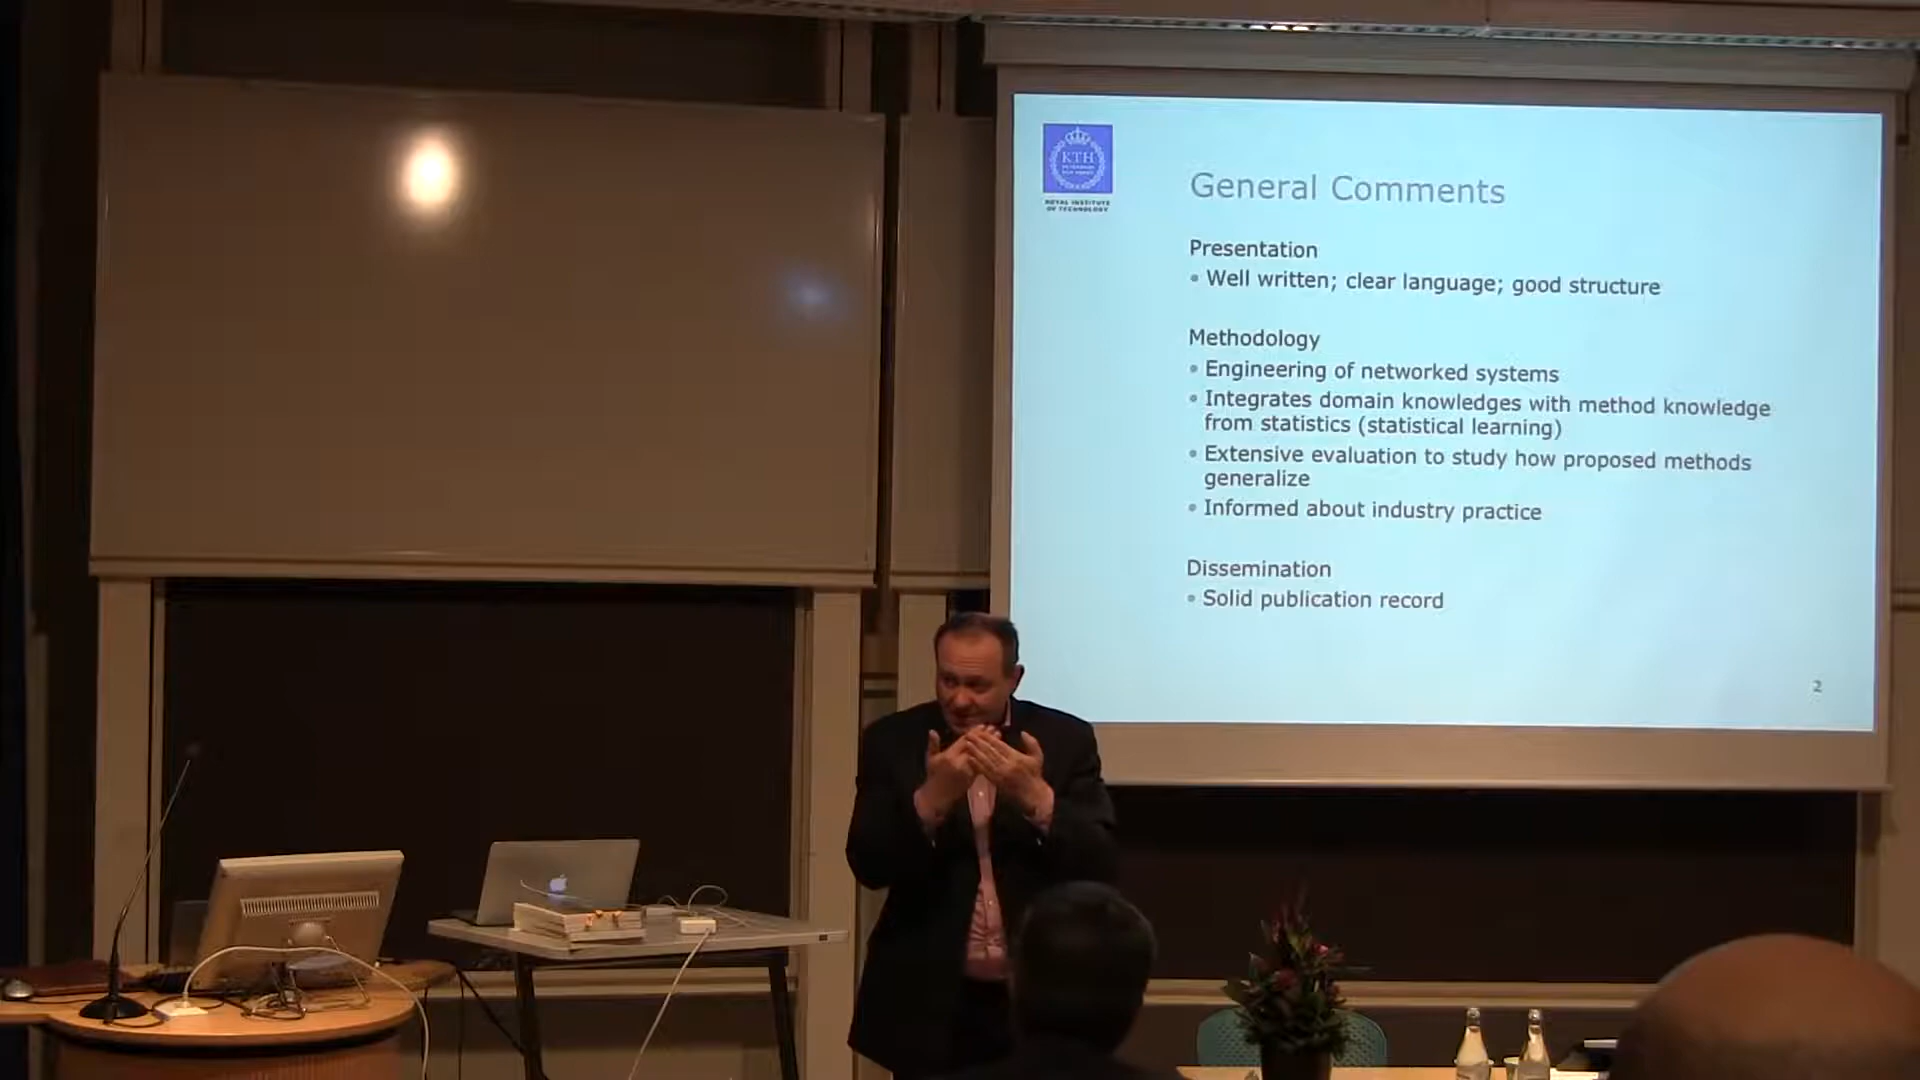 KTH
ROYAL INSTITUTE
OF TECHNOLOGY
General Comments
Presentation
• Well written; clear language; good structure
Methodology
• Engineering of networked systems
• Integrates domain knowledges with method knowledge
from statistics (statistical learning)
• Extensive evaluation to study how proposed methods
generalize
• Informed about industry practice
Dissemination
• Solid publication record
2